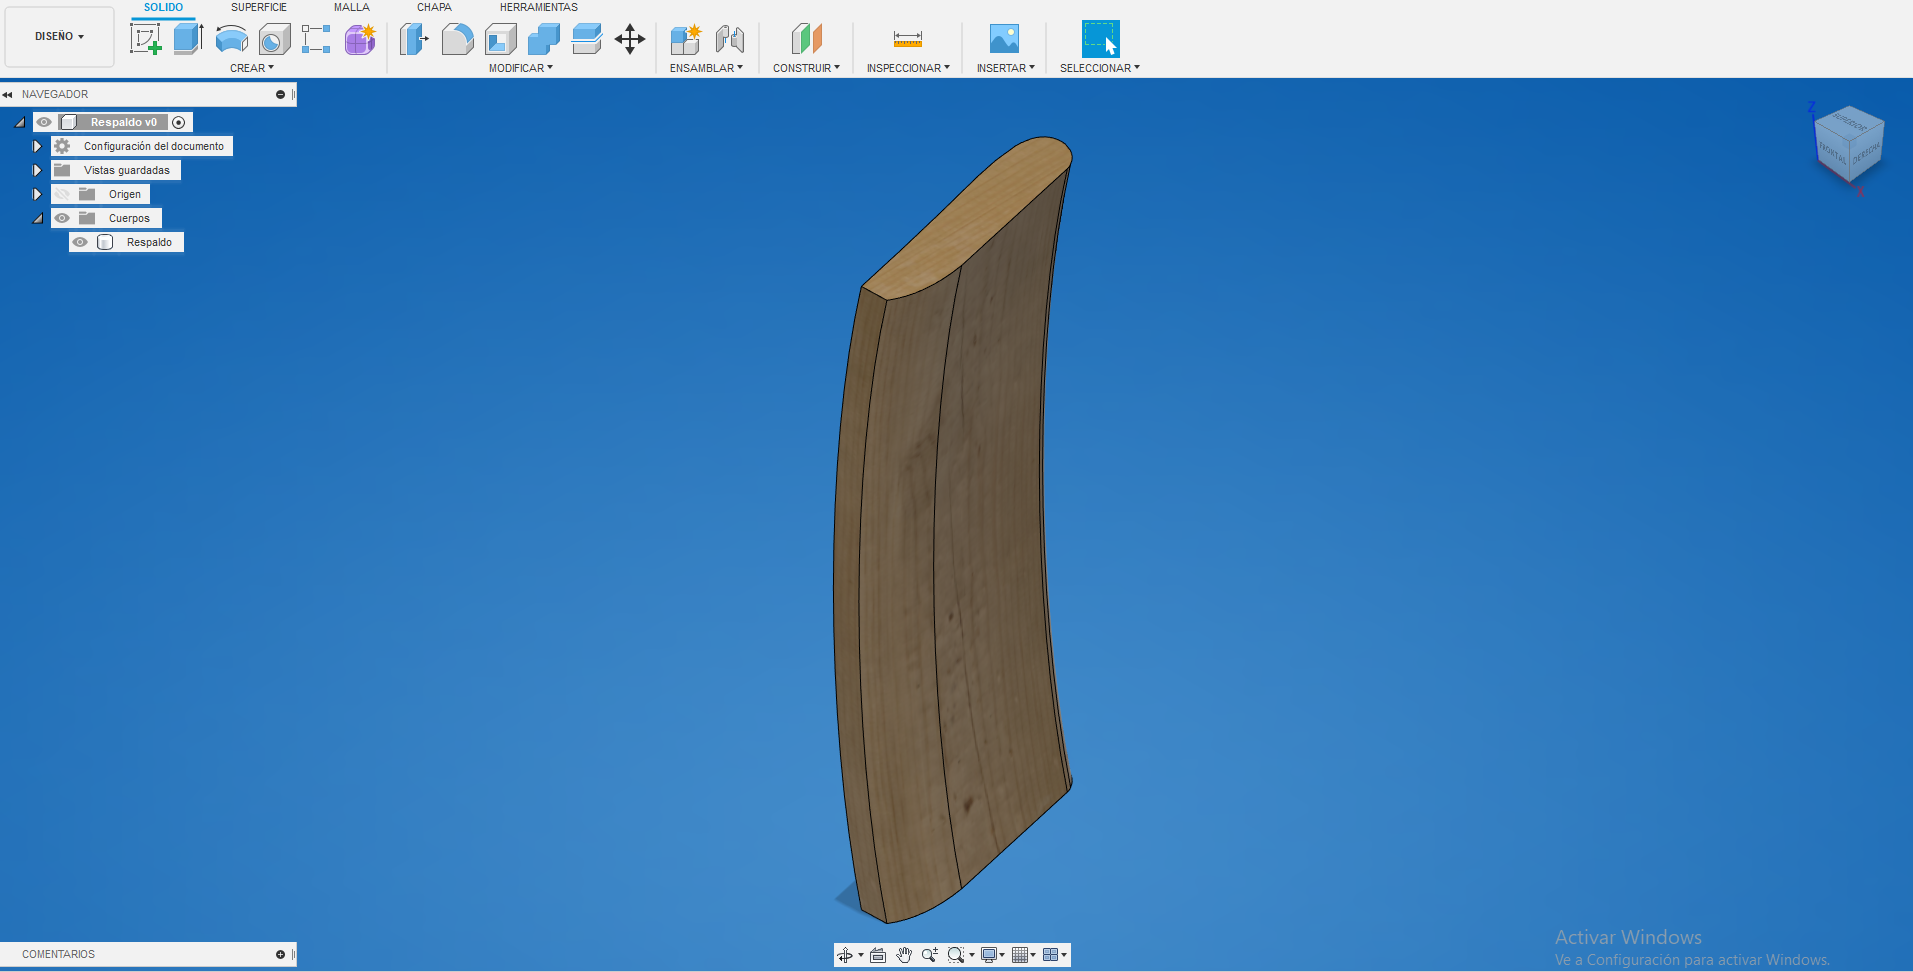 SOLIDO SUPERFICIE MALLA CHAPA HERRAMIENTAS
DISEÑO
CREAR MODIFICAR ENSAMBLAR CONSTRUIR INSPECCIONAR INSERTAR SELECCIONAR
NAVEGADOR
Respaldo v0
Configuración del documento
Vistas guardadas
Origen
Cuerpos
Respaldo
Z
SUPERIOR
FRONTAL
DERECHA
X
COMENTARIOS
Activar Windows
Ve a Configuración para activar Windows.